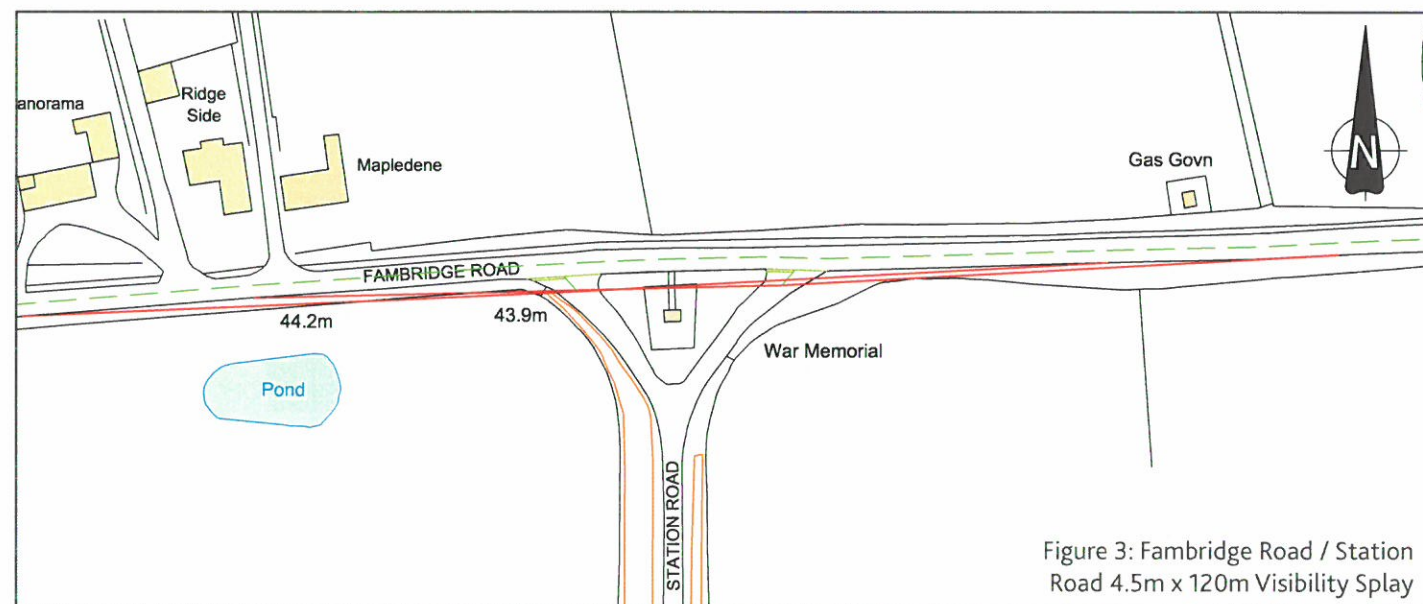 anorama
Ridge
Side
Mapledene
Gas Govn
N
FAMBRIDGE ROAD
44.2m
43.9m
War Memorial
Pond
STATION ROAD
Figure 3: Fambridge Road / Station
Road 4.5m x 120m Visibility Splay